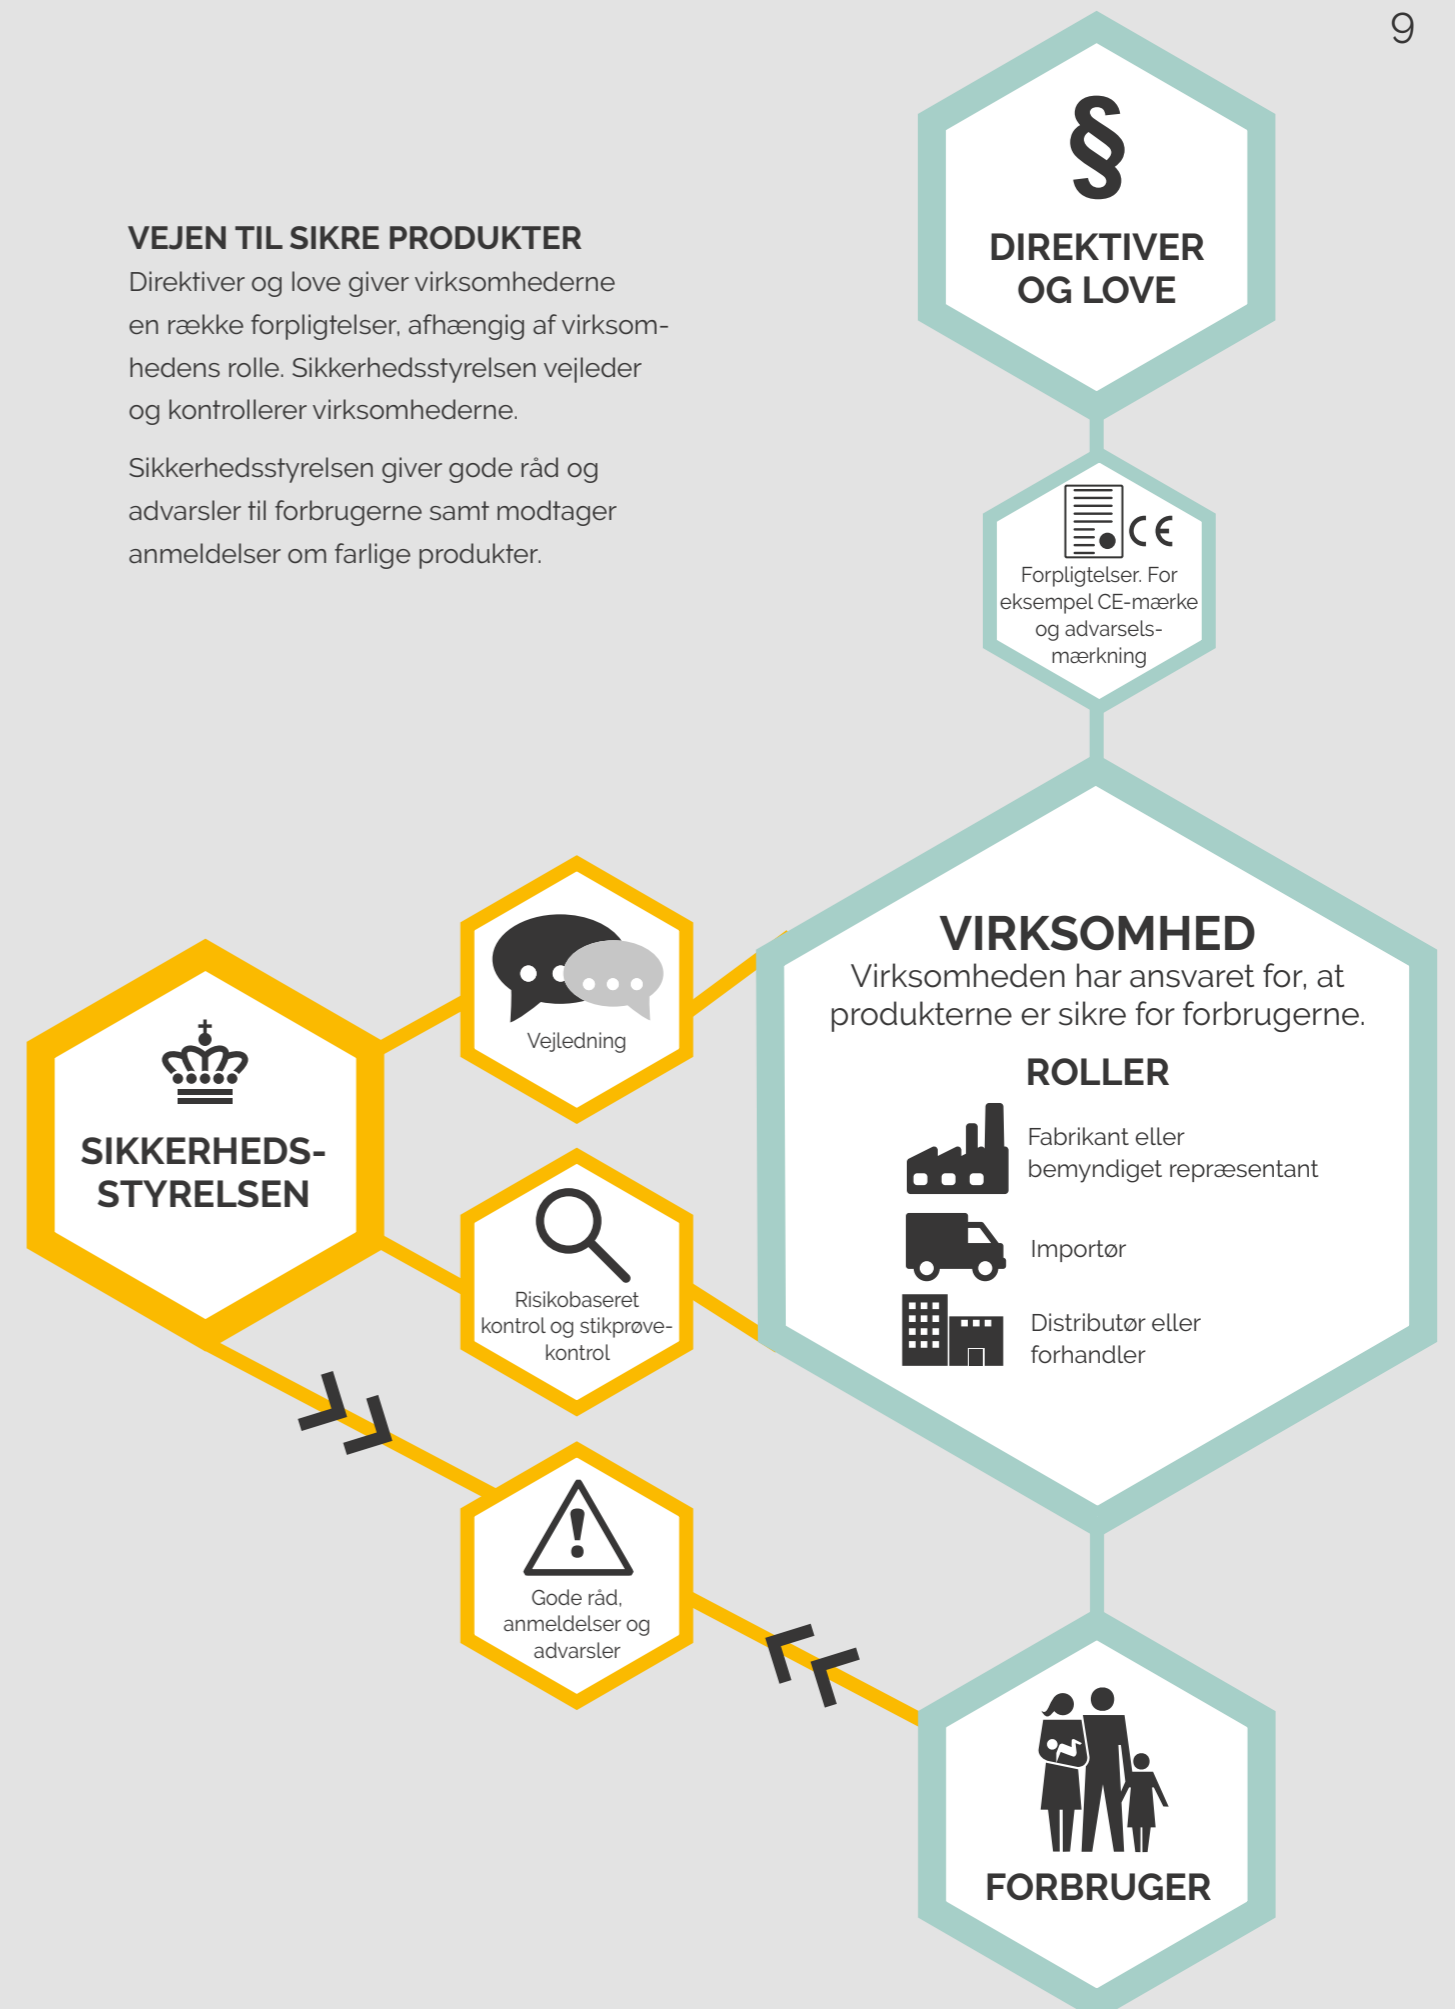 9
VEJEN TIL SIKRE PRODUKTER
Direktiver og love giver virksomhederne
en række forpligtelser, afhængig af virksom-
hedens rolle. Sikkerhedsstyrelsen vejleder
og kontrollerer virksomhederne.
Sikkerhedsstyrelsen giver gode råd og
advarsler til forbrugerne samt modtager
anmeldelser om farlige produkter.
§
DIREKTIVER
OG LOVE
CE
Forpligtelser. For
eksempel CE-mærke
og advarsels-
mærkning
VIRKSOMHED
Virksomheden har ansvaret for, at
produkterne er sikre for forbrugerne.
ROLLER
Fabrikant eller
bemyndiget repræsentant
Importør
Distributør eller
forhandler
SIKKERHEDS-
STYRELSEN
Vejledning
Risikobaseret
kontrol og stikprøve-
kontrol
Gode råd,
anmeldelser og
advarsler
FORBRUGER